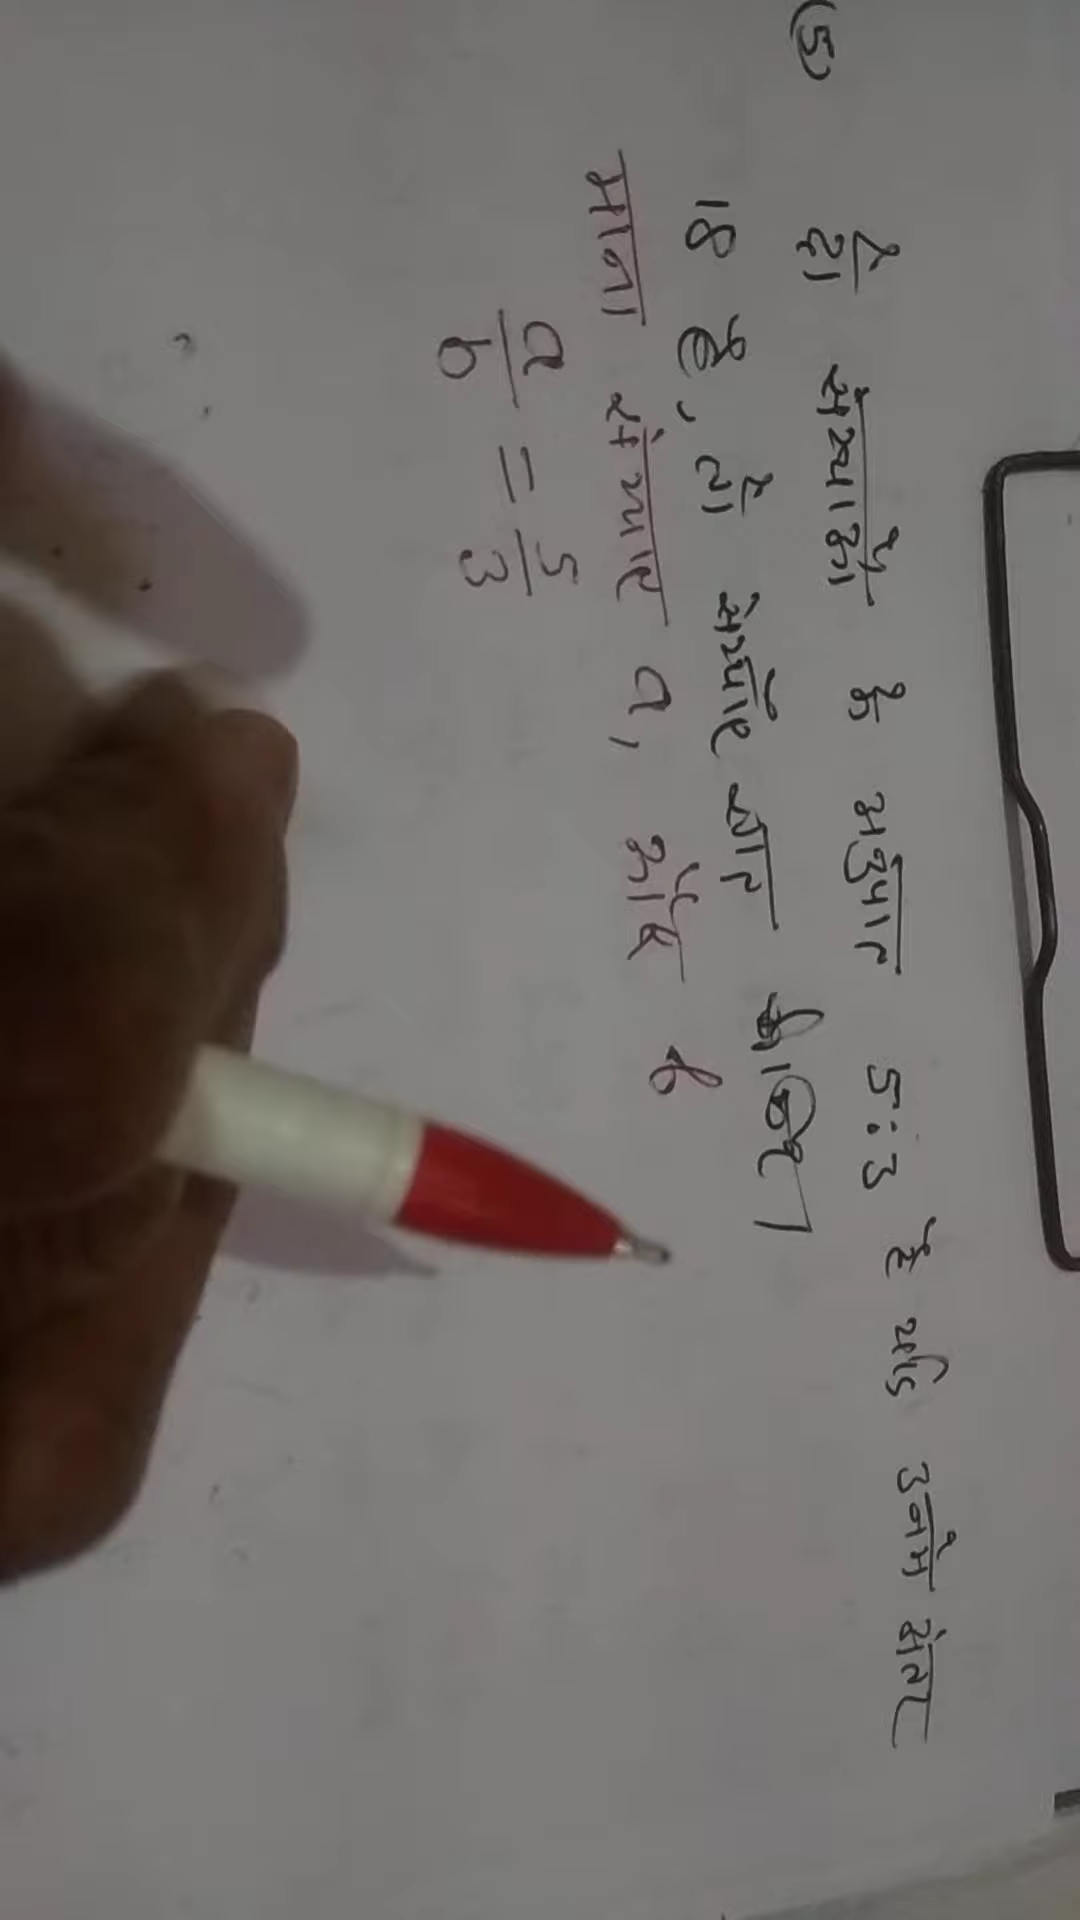 (5) दो संख्याओं के अनुपात 5:3 है यदि उनमें अंतर
18 है, तो संख्याएं ज्ञात कीजिए।
माना संख्याए a, और b
a/b = 5/3